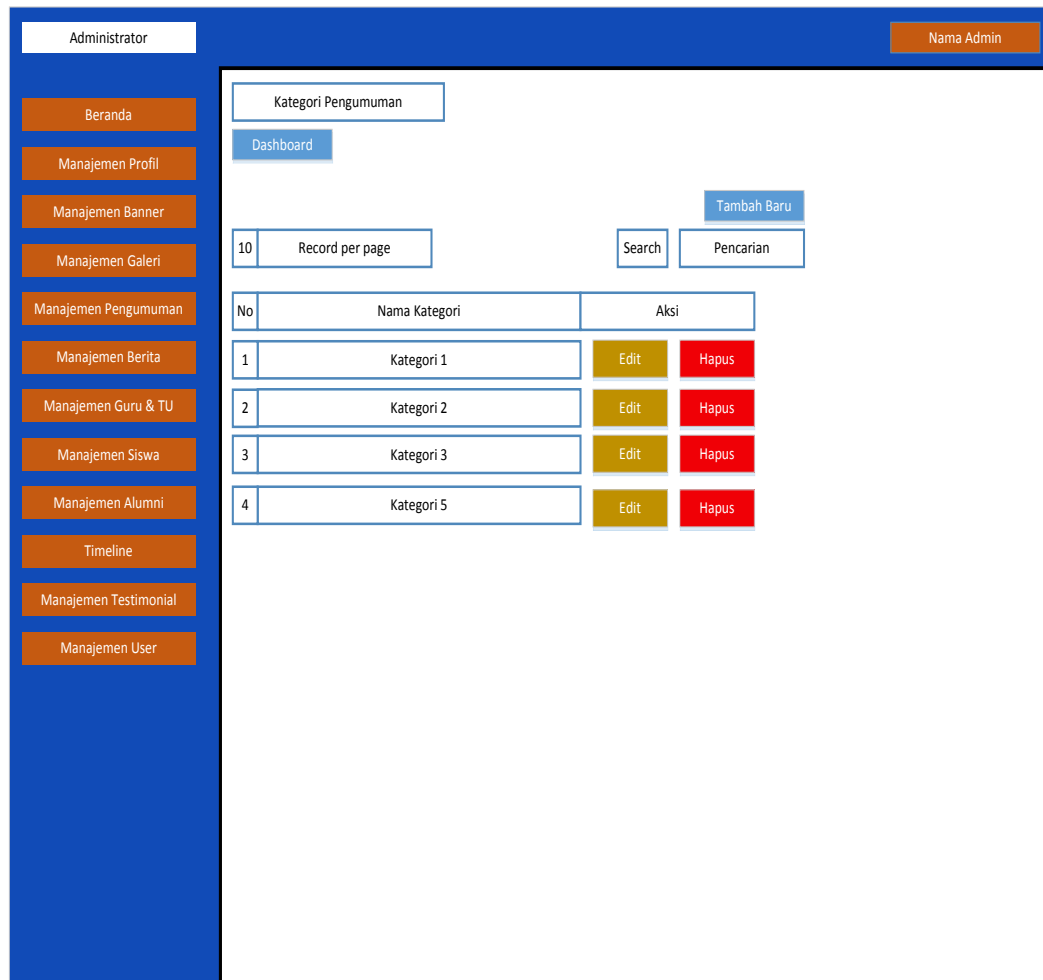 Administrator
Nama Admin
Beranda
Manajemen Profil
Manajemen Banner
Manajemen Galeri
Manajemen Pengumuman
Manajemen Berita
Manajemen Guru & TU
Manajemen Siswa
Manajemen Alumni
Timeline
Manajemen Testimonial
Manajemen User
Kategori Pengumuman
Dashboard
Tambah Baru
10 Record per page Search Pencarian
No Nama Kategori Aksi
1 Kategori 1 Edit Hapus
2 Kategori 2 Edit Hapus
3 Kategori 3 Edit Hapus
4 Kategori 5 Edit Hapus